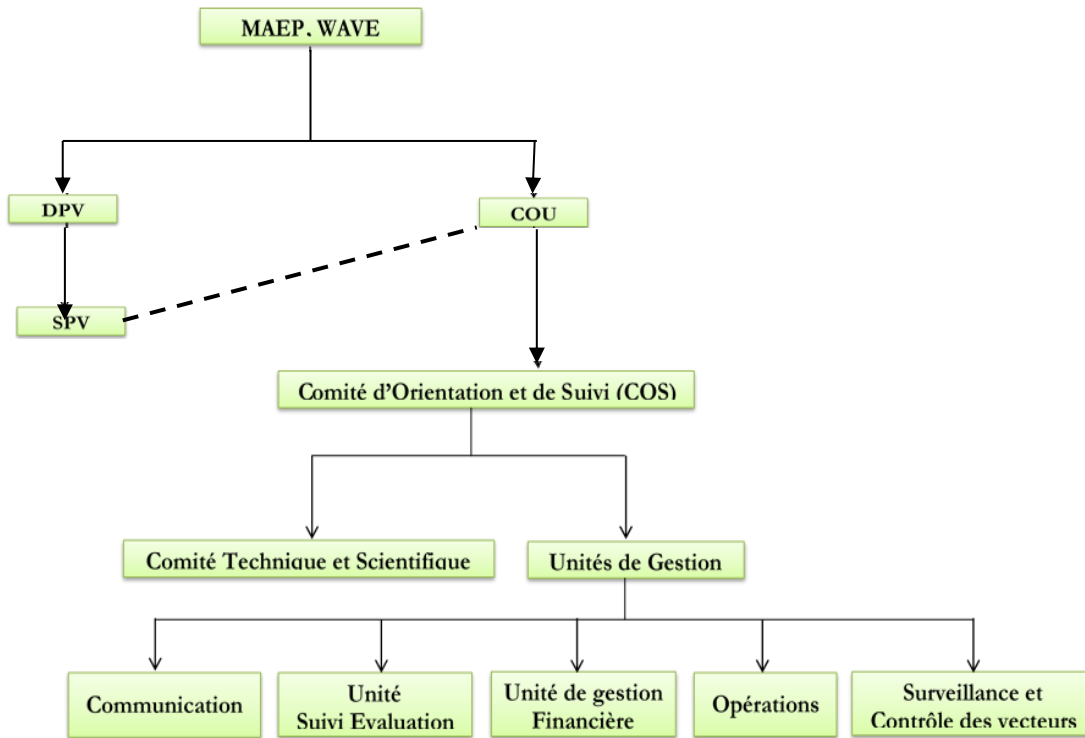 MAEP. WAVE
DPV
COU
SPV
Comité d'Orientation et de Suivi (COS)
Comité Technique et Scientifique
Unités de Gestion
Communication
Unité
Suivi Evaluation
Unité de gestion
Financière
Opérations
Surveillance et
Contrôle des vecteurs